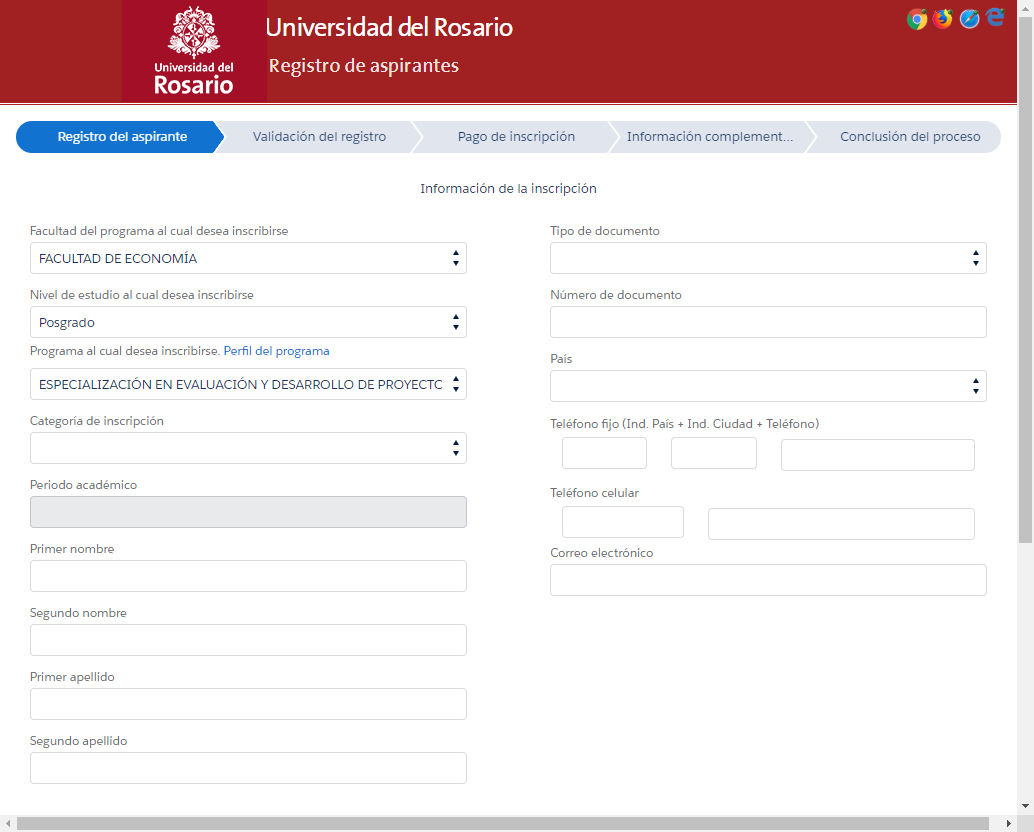 Universidad del
Rosario
Universidad del Rosario
Registro de aspirantes
Registro del aspirante
Validación del registro
Pago de inscripción
Información complement...
Conclusión del proceso
Información de la inscripción
Facultad del programa al cual desea inscribirse
FACULTAD DE ECONOMÍA
Nivel de estudio al cual desea inscribirse
Posgrado
Programa al cual desea inscribirse. Perfil del programa
ESPECIALIZACIÓN EN EVALUACIÓN Y DESARROLLO DE PROYECTO
Categoría de inscripción
Periodo académico
Primer nombre
Segundo nombre
Primer apellido
Segundo apellido
Tipo de documento
Número de documento
País
Teléfono fijo (Ind. País + Ind. Ciudad + Teléfono)
Teléfono celular
Correo electrónico